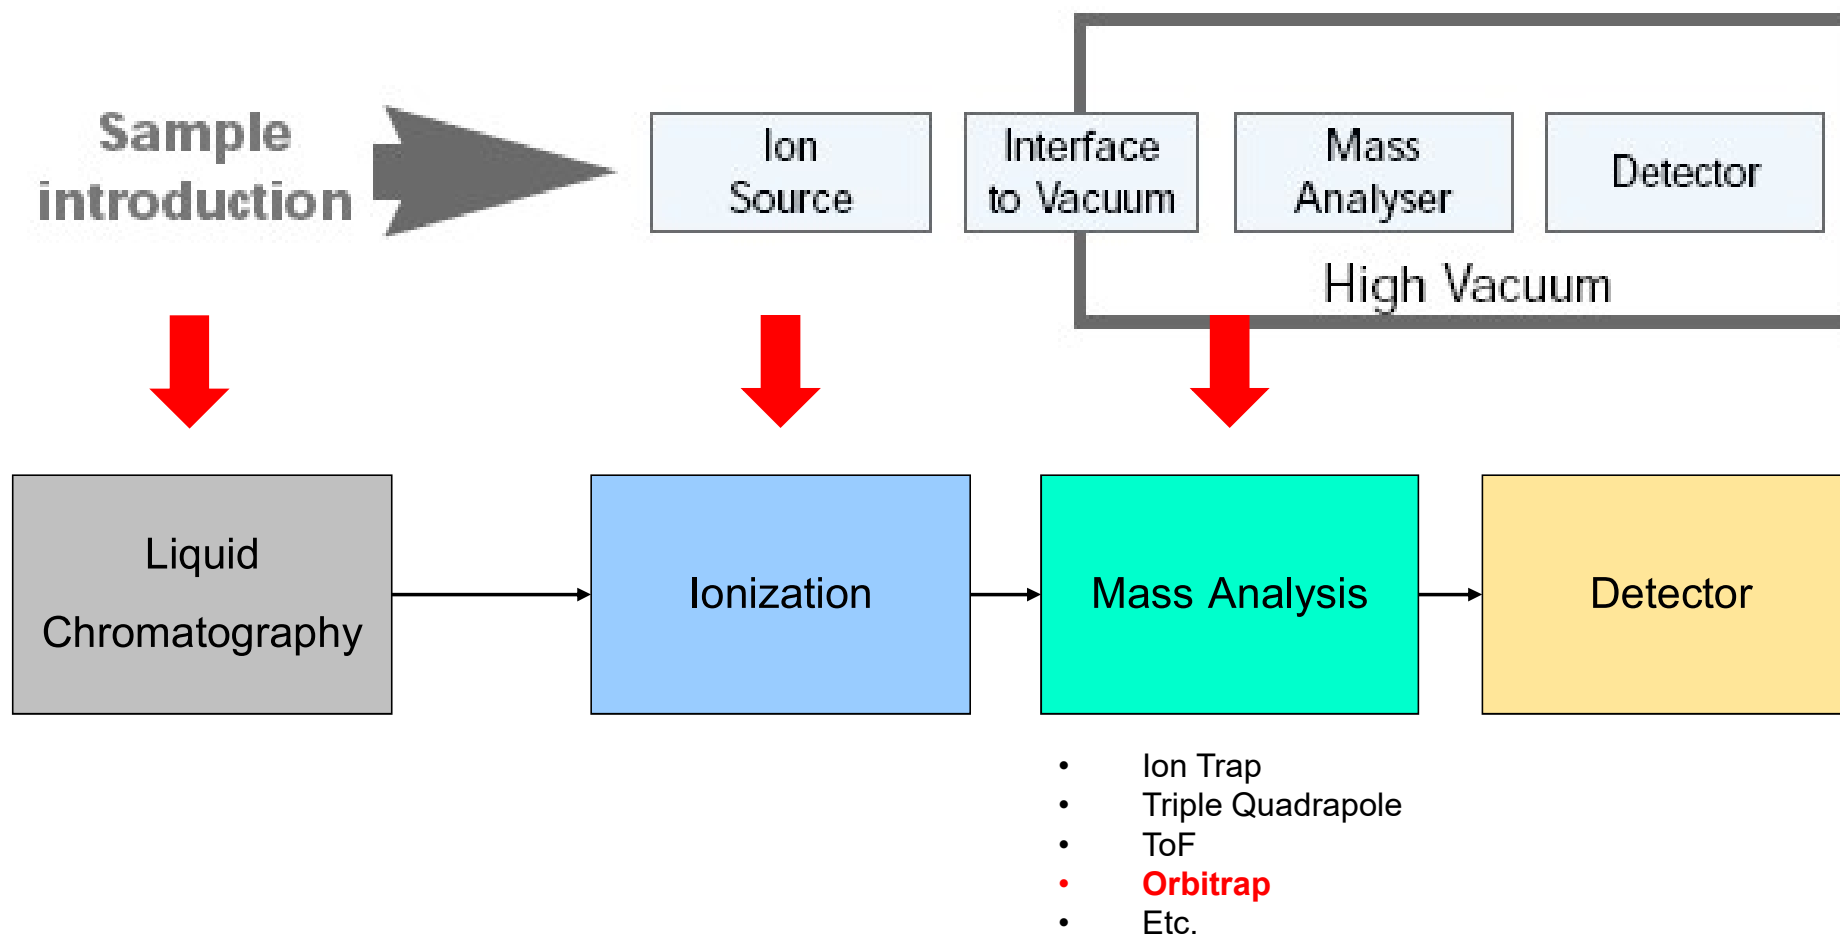 Sample
introduction
Ion
Source
Interface
to Vacuum
Mass
Analyser
Detector
High Vacuum
Liquid
Chromatography
Ionization
Mass Analysis
Detector
• Ion Trap
• Triple Quadrapole
• ToF
• Orbitrap
• Etc.